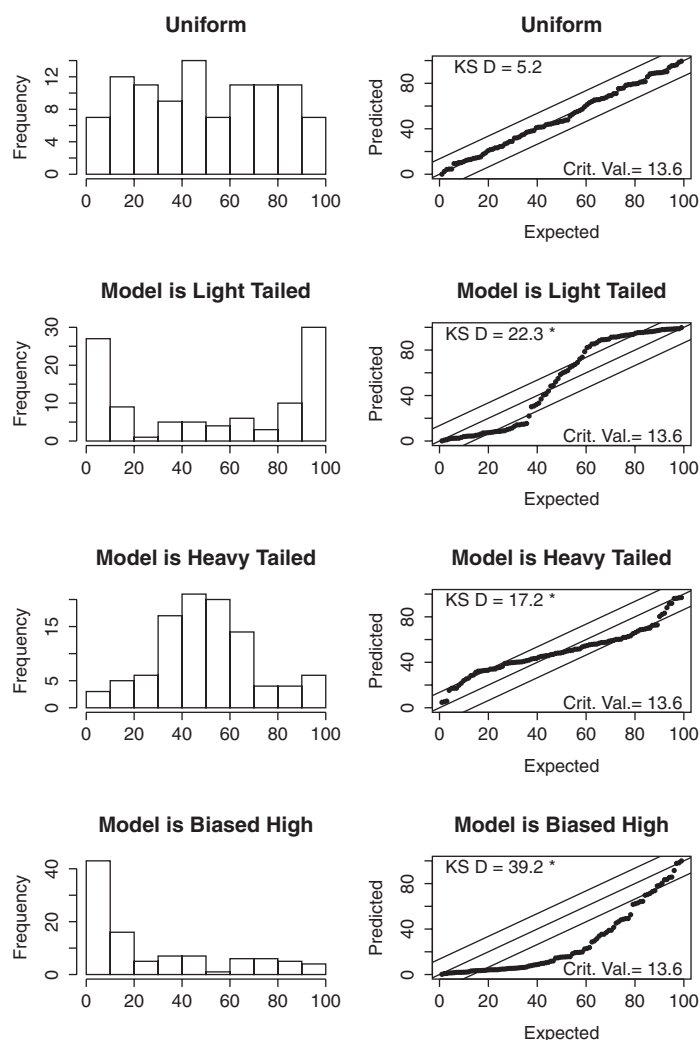 Uniform
Frequency
0 4 8 12
0 20 40 60 80 100
Uniform
KS D = 5.2
Predicted
0 40 80
Crit. Val.= 13.6
0 20 40 60 80 100
Expected
Model is Light Tailed
Frequency
0 10 20 30
0 20 40 60 80 100
Model is Light Tailed
KS D = 22.3 *
Predicted
0 40 80
Crit. Val.= 13.6
0 20 40 60 80 100
Expected
Model is Heavy Tailed
Frequency
0 5 15
0 20 40 60 80 100
Model is Heavy Tailed
KS D = 17.2 *
Predicted
0 40 80
Crit. Val.= 13.6
0 20 40 60 80 100
Expected
Model is Biased High
Frequency
0 20 40
0 20 40 60 80 100
Model is Biased High
KS D = 39.2 *
Predicted
0 40 80
Crit. Val.= 13.6
0 20 40 60 80 100
Expected